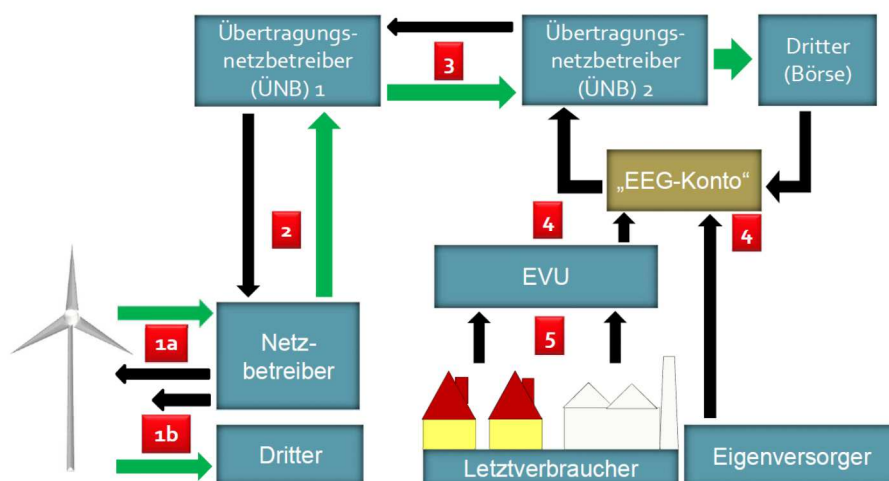 Übertragungs-
netzbetreiber
(ÜNB) 1
3
Übertragungs-
netzbetreiber
(ÜNB) 2
Dritter
(Börse)
„EEG-Konto“
2
4
4
EVU
1a
Netz-
betreiber
5
1b
Dritter
Letztverbraucher
Eigenversorger